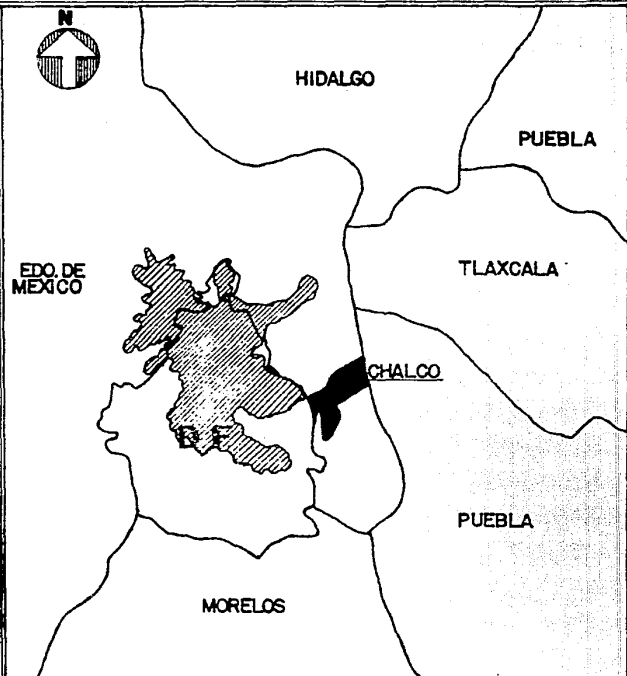 N
HIDALGO
PUEBLA
EDO. DE
MEXICO
TLAXCALA
CHALCO
D F
PUEBLA
MORELOS